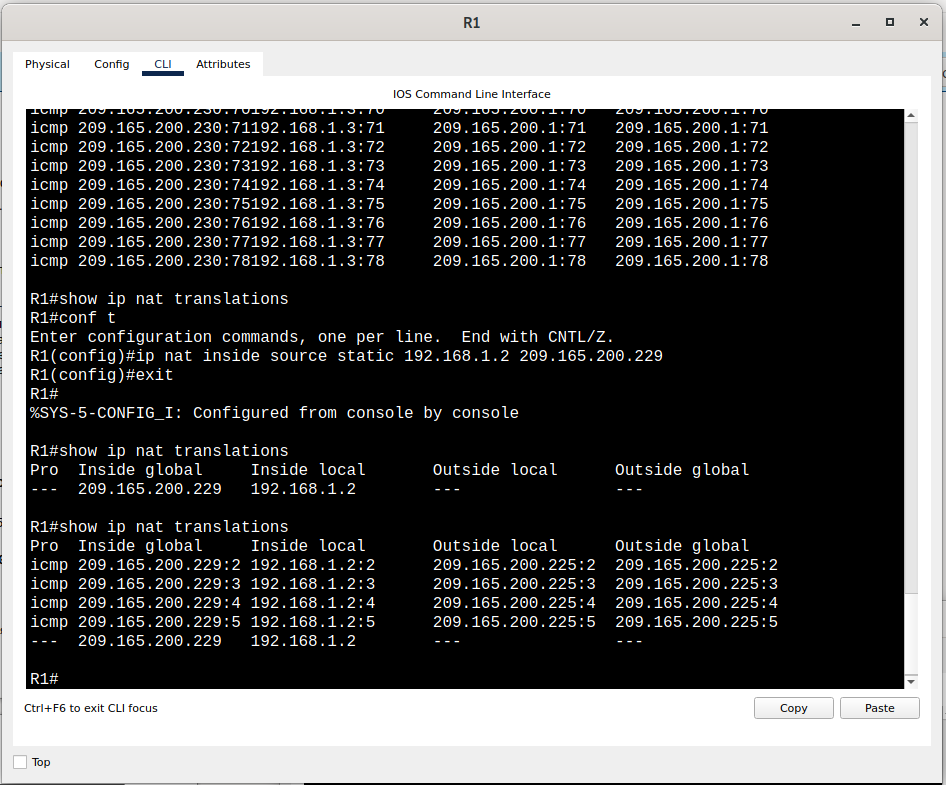 R1
Physical Config CLI Attributes
IOS Command Line Interface
icmp 209.165.200.230:70192.168.1.3:70     209.165.200.1:70   209.165.200.1:70
icmp 209.165.200.230:71192.168.1.3:71     209.165.200.1:71   209.165.200.1:71
icmp 209.165.200.230:72192.168.1.3:72     209.165.200.1:72   209.165.200.1:72
icmp 209.165.200.230:73192.168.1.3:73     209.165.200.1:73   209.165.200.1:73
icmp 209.165.200.230:74192.168.1.3:74     209.165.200.1:74   209.165.200.1:74
icmp 209.165.200.230:75192.168.1.3:75     209.165.200.1:75   209.165.200.1:75
icmp 209.165.200.230:76192.168.1.3:76     209.165.200.1:76   209.165.200.1:76
icmp 209.165.200.230:77192.168.1.3:77     209.165.200.1:77   209.165.200.1:77
icmp 209.165.200.230:78192.168.1.3:78     209.165.200.1:78   209.165.200.1:78
R1#show ip nat translations
R1#conf t
Enter configuration commands, one per line.  End with CNTL/Z.
R1(config)#ip nat inside source static 192.168.1.2 209.165.200.229
R1(config)#exit
R1#
%SYS-5-CONFIG_I: Configured from console by console
R1#show ip nat translations
Pro  Inside global     Inside local       Outside local      Outside global
---  209.165.200.229   192.168.1.2        ---                ---
R1#show ip nat translations
Pro  Inside global     Inside local       Outside local      Outside global
icmp 209.165.200.229:2 192.168.1.2:2      209.165.200.225:2  209.165.200.225:2
icmp 209.165.200.229:3 192.168.1.2:3      209.165.200.225:3  209.165.200.225:3
icmp 209.165.200.229:4 192.168.1.2:4      209.165.200.225:4  209.165.200.225:4
icmp 209.165.200.229:5 192.168.1.2:5      209.165.200.225:5  209.165.200.225:5
---  209.165.200.229   192.168.1.2        ---                ---
R1#
Ctrl+F6 to exit CLI focus
Copy Paste
Top